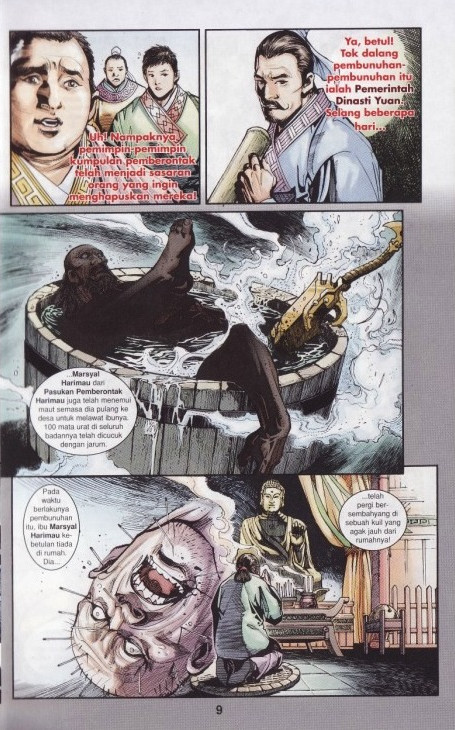 Uh! Nampaknya,
pemimpin-pemimpin
kumpulan pemberontak
telah menjadi sasaran
orang yang ingin
menghapuskan mereka!
Ya, betul!
Tak dalang
pembunuhan-
pembunuhan itu
ialah Pemerintah
Dinasti Yuan.
Selang beberapa
hari...
...Marsyal
Harimau dari
Pasukan Pemberontak
Harimau juga telah menemui
maut semasa dia pulang ke
desa untuk melawat ibunya.
100 mata urat di seluruh
badannya telah dicucuk
dengan jarum.
Pada
waktu
berlakunya
pembunuhan
itu, ibu Marsyal
Harimau ke-
betulan tiada
di rumah.
Dia...
...telah
pergi ber-
sembahyang di
sebuah kuil yang
agak jauh dari
rumahnya!
9